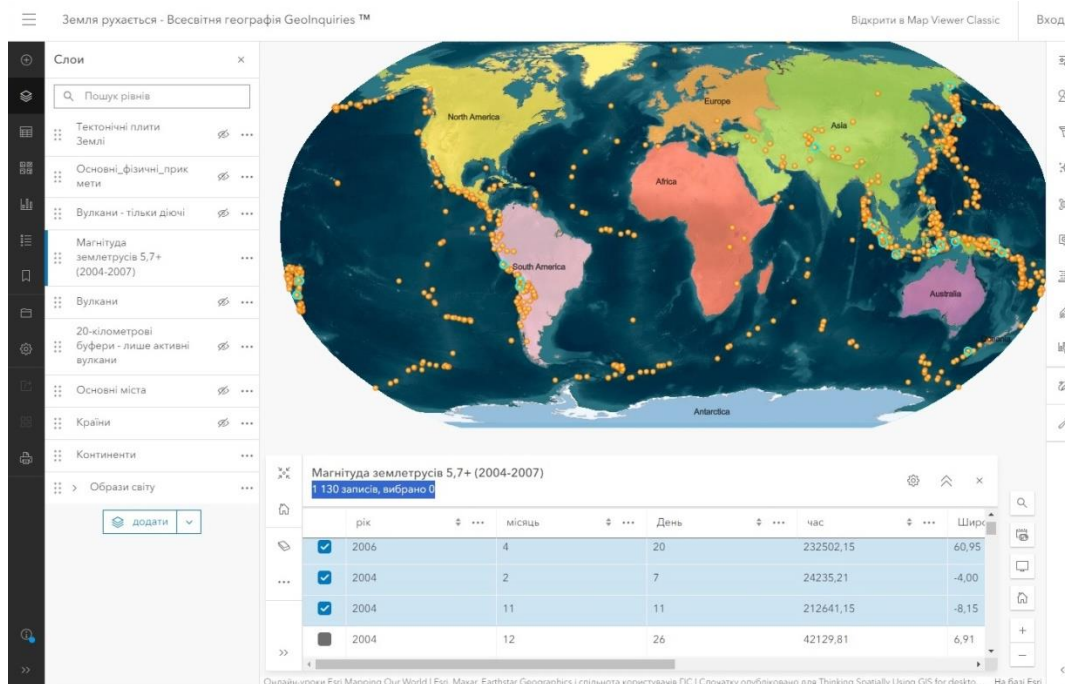 Земля рухається - Всесвітня географія GeoInquiries ™
Відкрити в Map Viewer Classic
Вход
Слои
Пошук рівнів
Тектонічні плити
Землі
Основні_фізичні_прик
мети
Вулкани - тільки діючі
Магнітуда
землетрусів 5,7+
(2004-2007)
Вулкани
20-кілометрові
буфери - лише активні
вулкани
Основні міста
Країни
Континенти
Образи світу
додати
North America
Europe
Asia
Africa
South America
Australia
Oceania
Antarctica
Магнітуда землетрусів 5,7+ (2004-2007)
1 130 записів, вибрано 0
рік місяць День час Широ
2006 4 20 232502,15 60,95
2004 2 7 24235,21 -4,00
2004 11 11 212641,15 -8,15
2004 12 26 42129,81 6,91
Онлайн-уроки Esri Mapping Our World | Esri, Maxar, Earthstar Geographics і спільнота користувачів ГІС | Спочатку опубліковано для Thinking Spatially Using GIS for deskto... На базі Esri